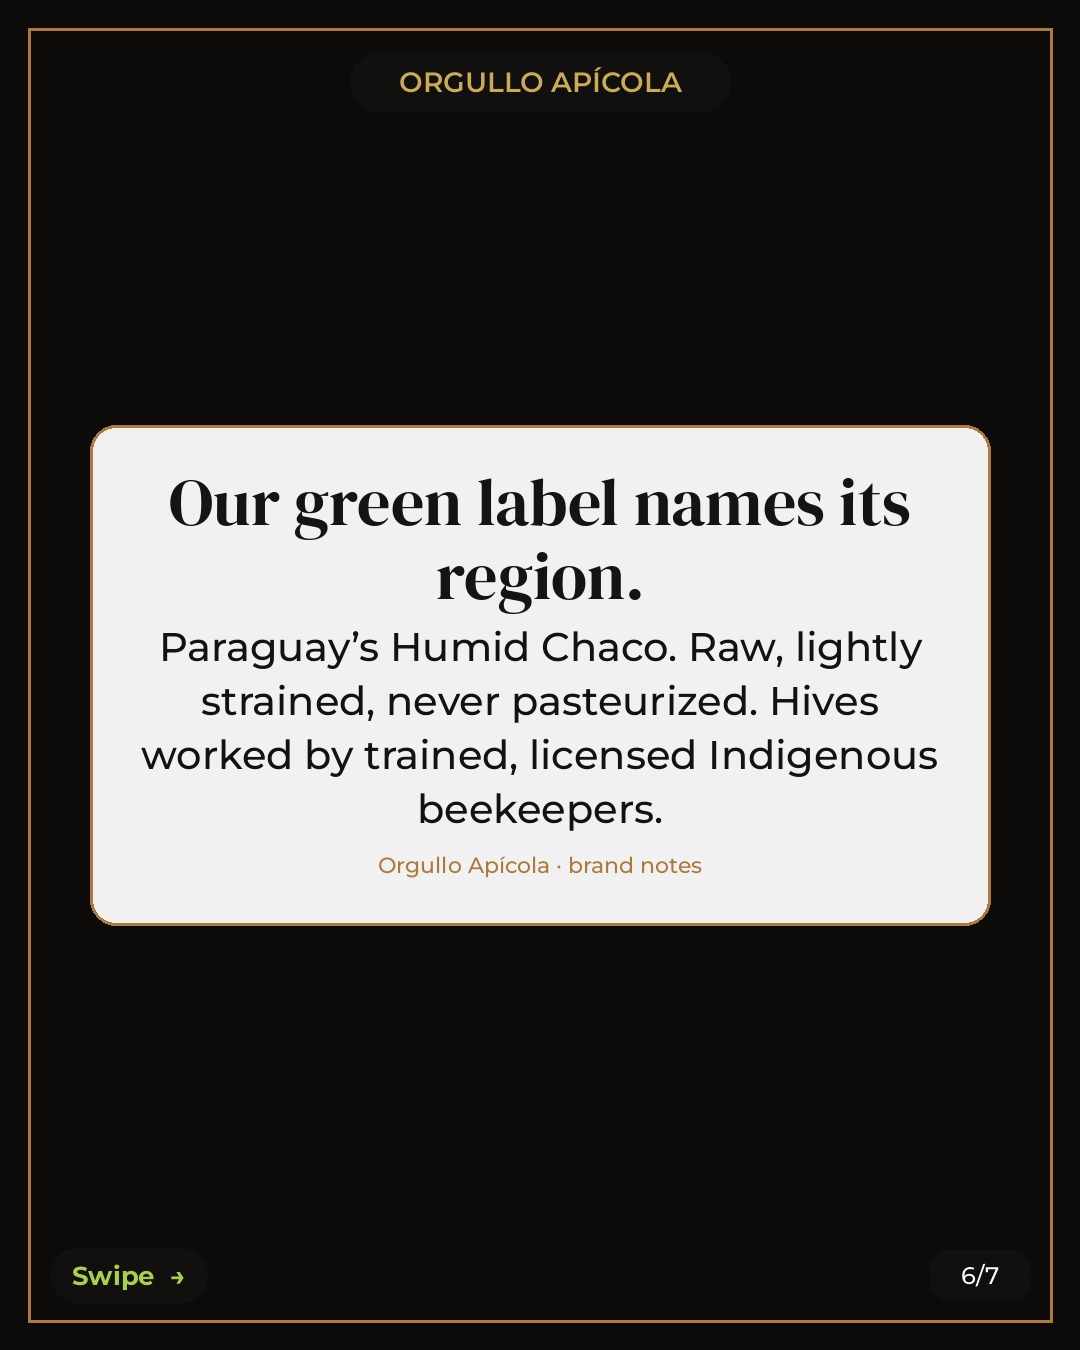 ORGULLO APÍCOLA
Our green label names its
region.
Paraguay’s Humid Chaco. Raw, lightly
strained, never pasteurized. Hives
worked by trained, licensed Indigenous
beekeepers.
Orgullo Apícola · brand notes
Swipe →
6/7